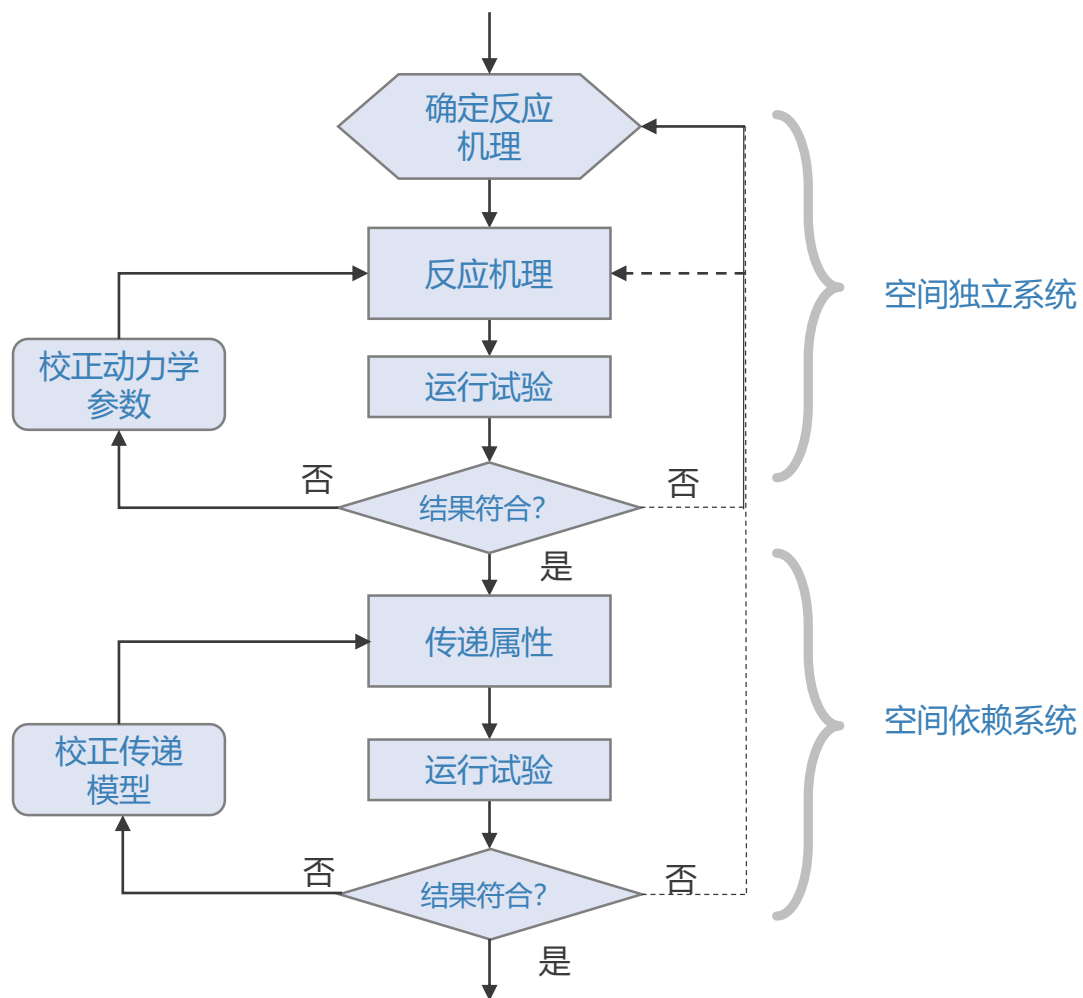 确定反应
机理
反应机理
空间独立系统
校正动力学
参数
运行试验
否
结果符合?
否
是
传递属性
空间依赖系统
校正传递
模型
运行试验
否
结果符合?
否
是